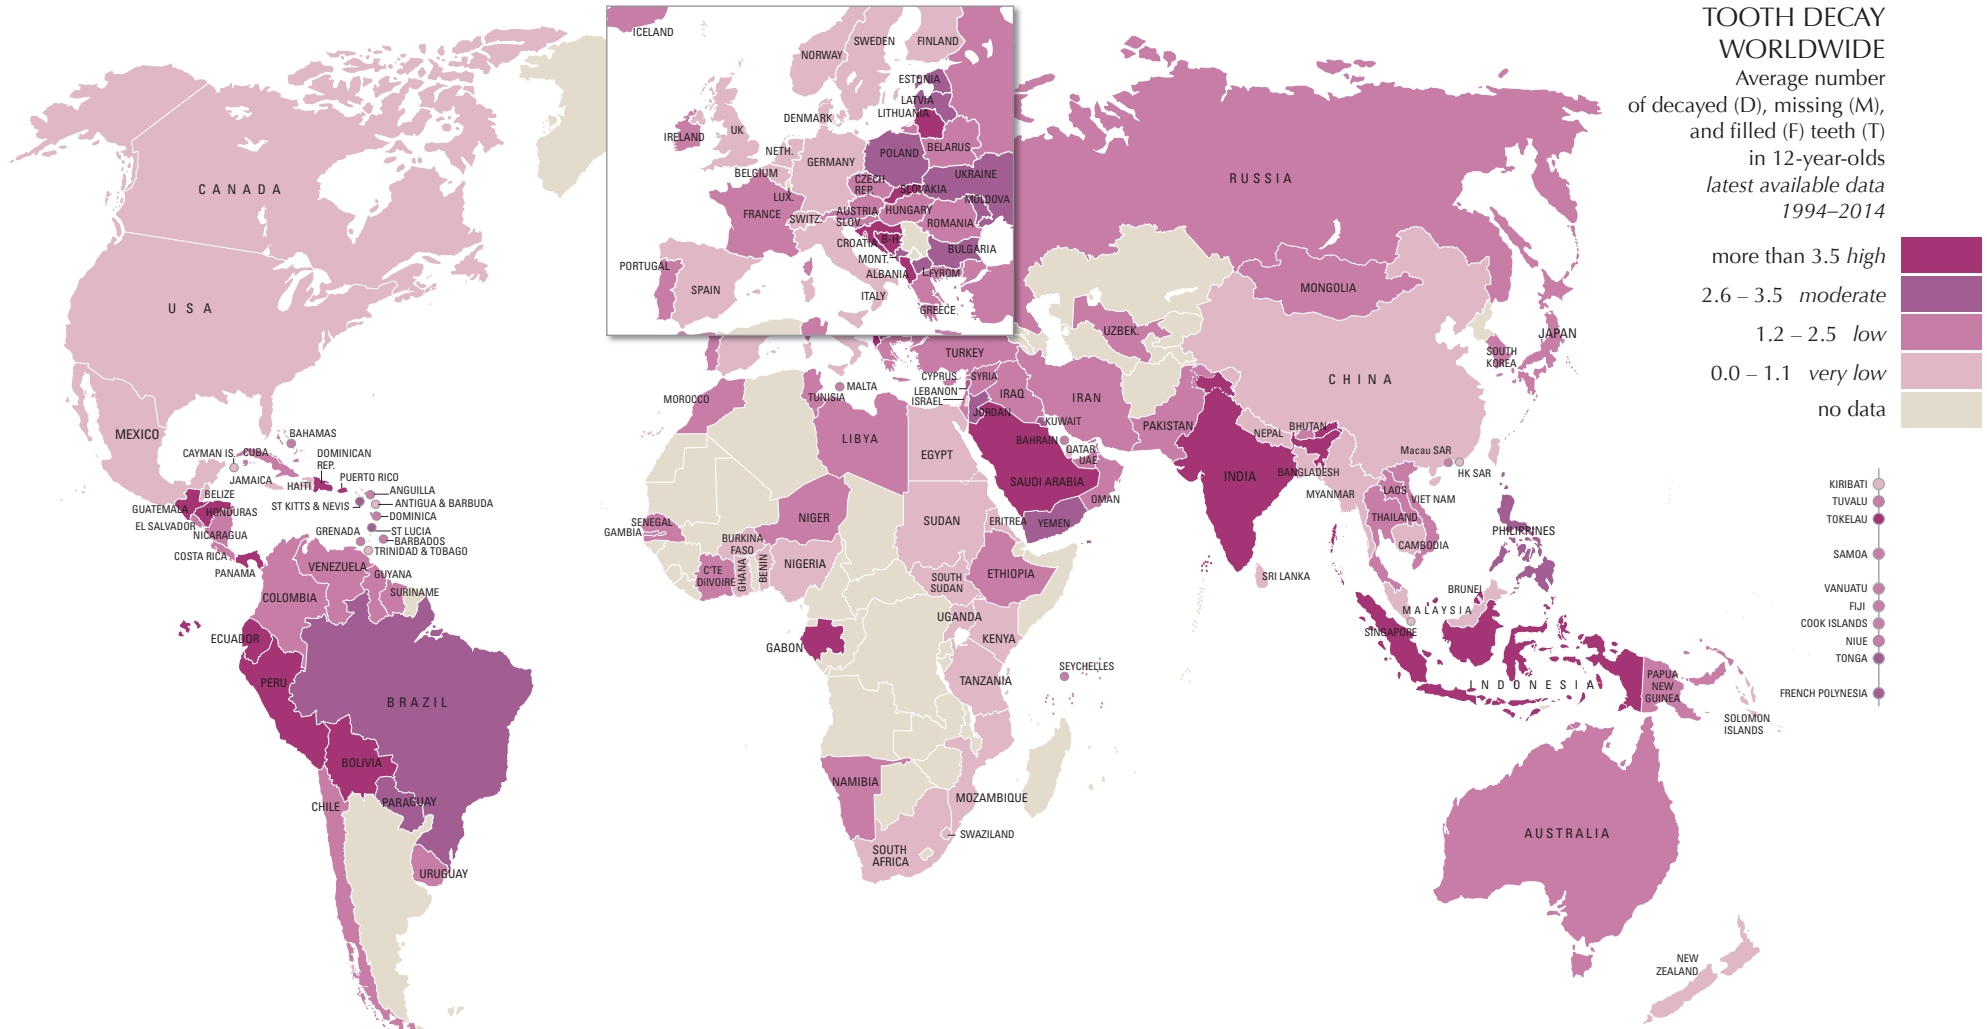 TOOTH DECAY
WORLDWIDE
Average number
of decayed (D), missing (M),
and filled (F) teeth (T)
in 12-year-olds
latest available data
1994–2014
more than 3.5 high
2.6 – 3.5 moderate
1.2 – 2.5 low
0.0 – 1.1 very low
no data
ICELAND
NORWAY
SWEDEN
FINLAND
ESTONIA
LATVIA
LITHUANIA
DENMARK
IRELAND
UK
NETH.
BELGIUM
GERMANY
POLAND
BELARUS
UKRAINE
CZECH
REP.
SLOVAKIA
LUX.
MOLDOVA
FRANCE
SWITZ.
AUSTRIA
HUNGARY
SLOV.
ROMANIA
CROATIA
B-H.
BULGARIA
MONT.
PORTUGAL
ALBANIA
FYROM
SPAIN
ITALY
GREECE
CANADA
USA
MEXICO
BAHAMAS
CAYMAN IS.
CUBA
DOMINICAN
REP.
JAMAICA
HAITI
PUERTO RICO
BELIZE
ANGUILLA
GUATEMALA
HONDURAS
ST KITTS & NEVIS
ANTIGUA & BARBUDA
DOMINICA
EL SALVADOR
NICARAGUA
GRENADA
ST LUCIA
BARBADOS
TRINIDAD & TOBAGO
COSTA RICA
PANAMA
VENEZUELA
GUYANA
SURINAME
COLOMBIA
ECUADOR
PERU
BRAZIL
BOLIVIA
PARAGUAY
CHILE
URUGUAY
RUSSIA
MONGOLIA
UZBEK.
JAPAN
SOUTH
KOREA
CHINA
TURKEY
CYPRUS
SYRIA
LEBANON
ISRAEL
IRAQ
IRAN
JORDAN
KUWAIT
BAHRAIN
QATAR
UAE
SAUDI ARABIA
OMAN
YEMEN
PAKISTAN
NEPAL
BHUTAN
INDIA
BANGLADESH
MYANMAR
Macau SAR
HK SAR
LAOS
VIET NAM
THAILAND
CAMBODIA
PHILIPPINES
SRI LANKA
BRUNEI
MALAYSIA
SINGAPORE
INDONESIA
PAPUA
NEW
GUINEA
SOLOMON
ISLANDS
AUSTRALIA
NEW
ZEALAND
MALTA
MOROCCO
TUNISIA
LIBYA
EGYPT
SENEGAL
GAMBIA
NIGER
SUDAN
ERITREA
BURKINA
FASO
C'TE
DiIVOIRE
GHANA
BENIN
NIGERIA
SOUTH
SUDAN
ETHIOPIA
UGANDA
KENYA
GABON
TANZANIA
SEYCHELLES
NAMIBIA
MOZAMBIQUE
SWAZILAND
SOUTH
AFRICA
KIRIBATI
TUVALU
TOKELAU
SAMOA
VANUATU
FIJI
COOK ISLANDS
NIUE
TONGA
FRENCH POLYNESIA